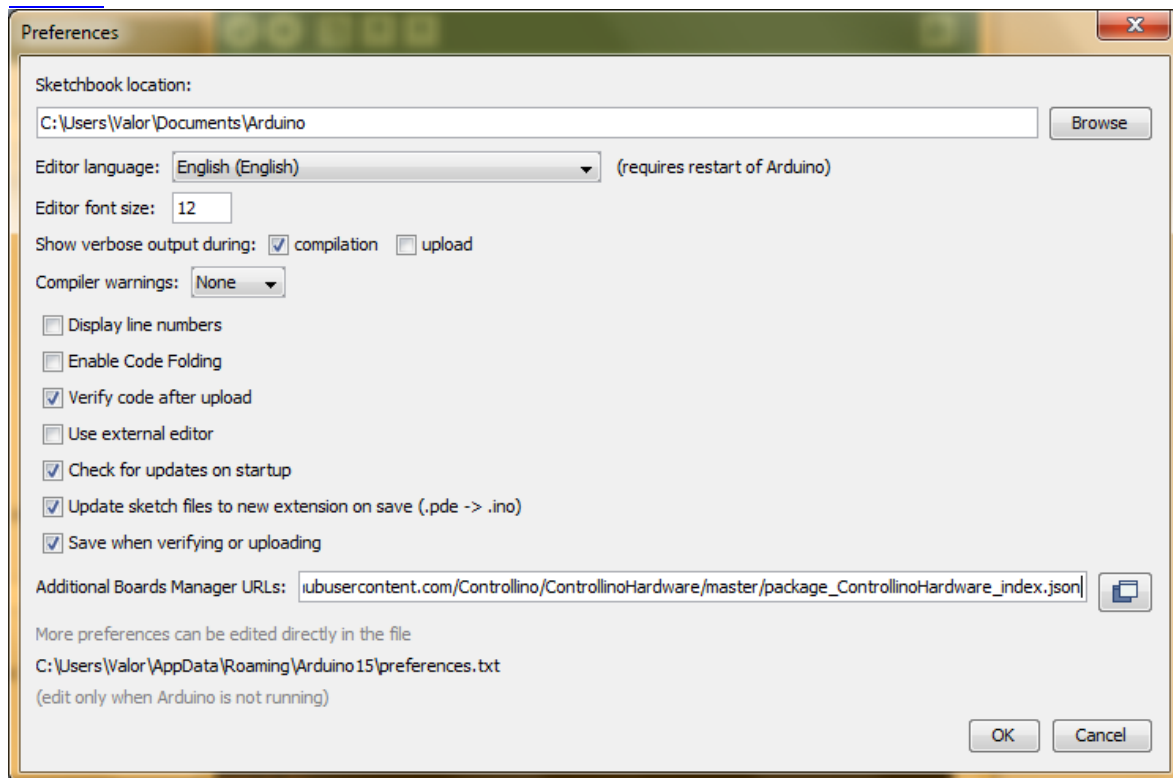 Preferences
Sketchbook location:
C:\Users\Valor\Documents\Arduino Browse
Editor language: English (English) (requires restart of Arduino)
Editor font size: 12
Show verbose output during: compilation upload
Compiler warnings: None
Display line numbers
Enable Code Folding
Verify code after upload
Use external editor
Check for updates on startup
Update sketch files to new extension on save (.pde -> .ino)
Save when verifying or uploading
Additional Boards Manager URLs: ubusercontent.com/Controllino/ControllinoHardware/master/package_ControllinoHardware_index.json
More preferences can be edited directly in the file
C:\Users\Valor\AppData\Roaming\Arduino15\preferences.txt
(edit only when Arduino is not running)
OK Cancel